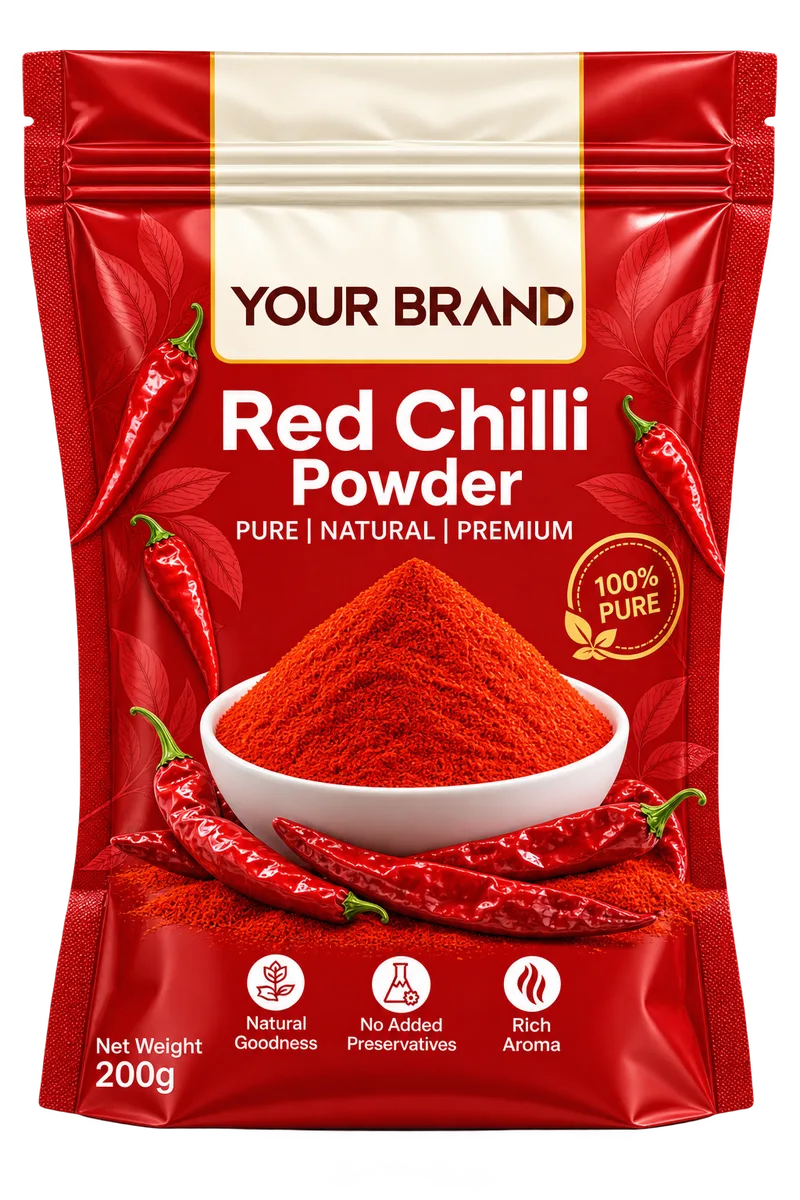 YOUR BRAND
Red Chilli
Powder
PURE | NATURAL | PREMIUM
100%
PURE
Natural
Goodness
No Added
Preservatives
Rich
Aroma
Net Weight
200g